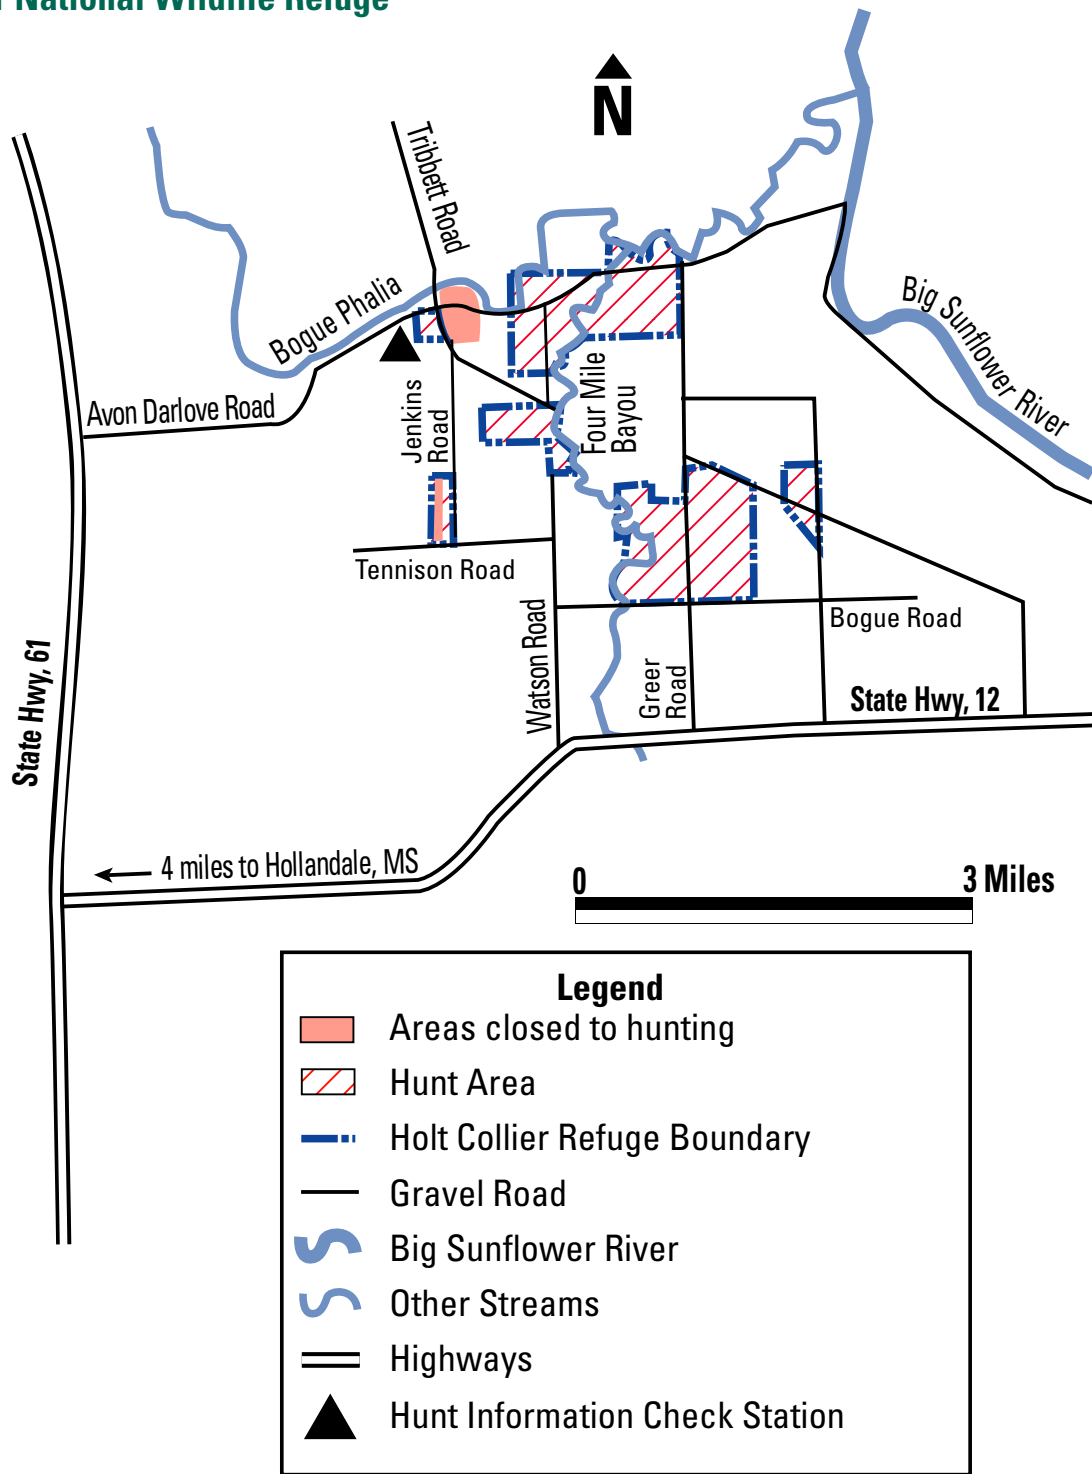 National Wildlife Refuge
N
Tribbett Road
Bogue Phalia
Big Sunflower River
Avon Darlove Road
Jenkins
Road
Four Mile
Bayou
Tennison Road
Watson Road
Greer
Road
Bogue Road
State Hwy, 61
State Hwy, 12
4 miles to Hollandale, MS
0
3 Miles
Legend
Areas closed to hunting
Hunt Area
Holt Collier Refuge Boundary
Gravel Road
Big Sunflower River
Other Streams
Highways
Hunt Information Check Station